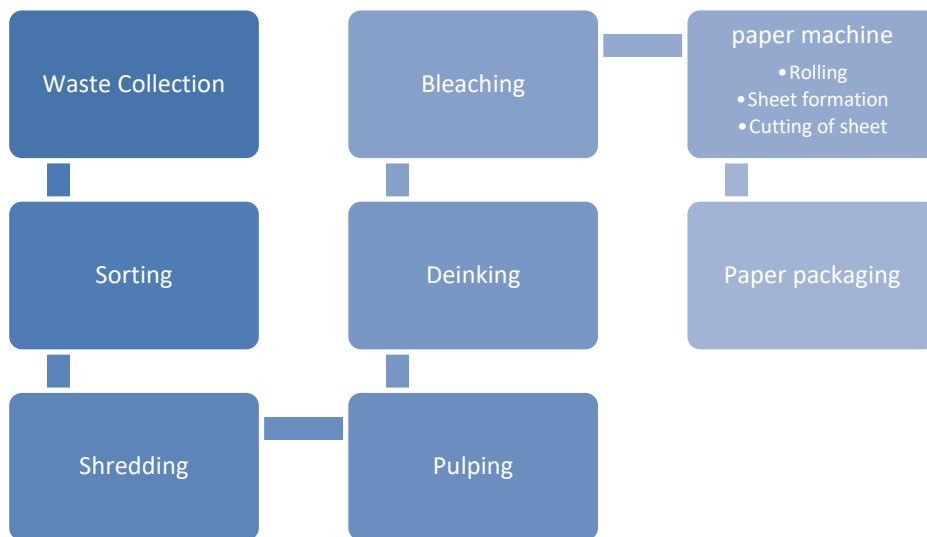 Waste Collection
Sorting
Shredding
Pulping
Deinking
Bleaching
paper machine
•Rolling
•Sheet formation
•Cutting of sheet
Paper packaging